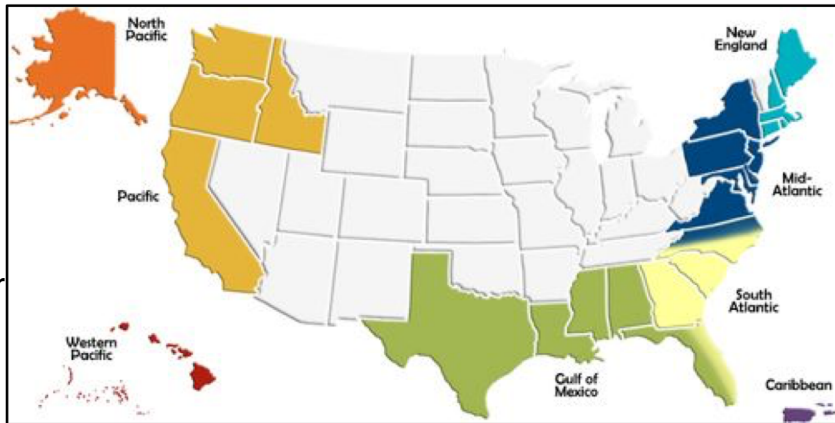 North
Pacific
New
England
Pacific
Mid-
Atlantic
South
Atlantic
Western
Pacific
Gulf of
Mexico
Caribbean